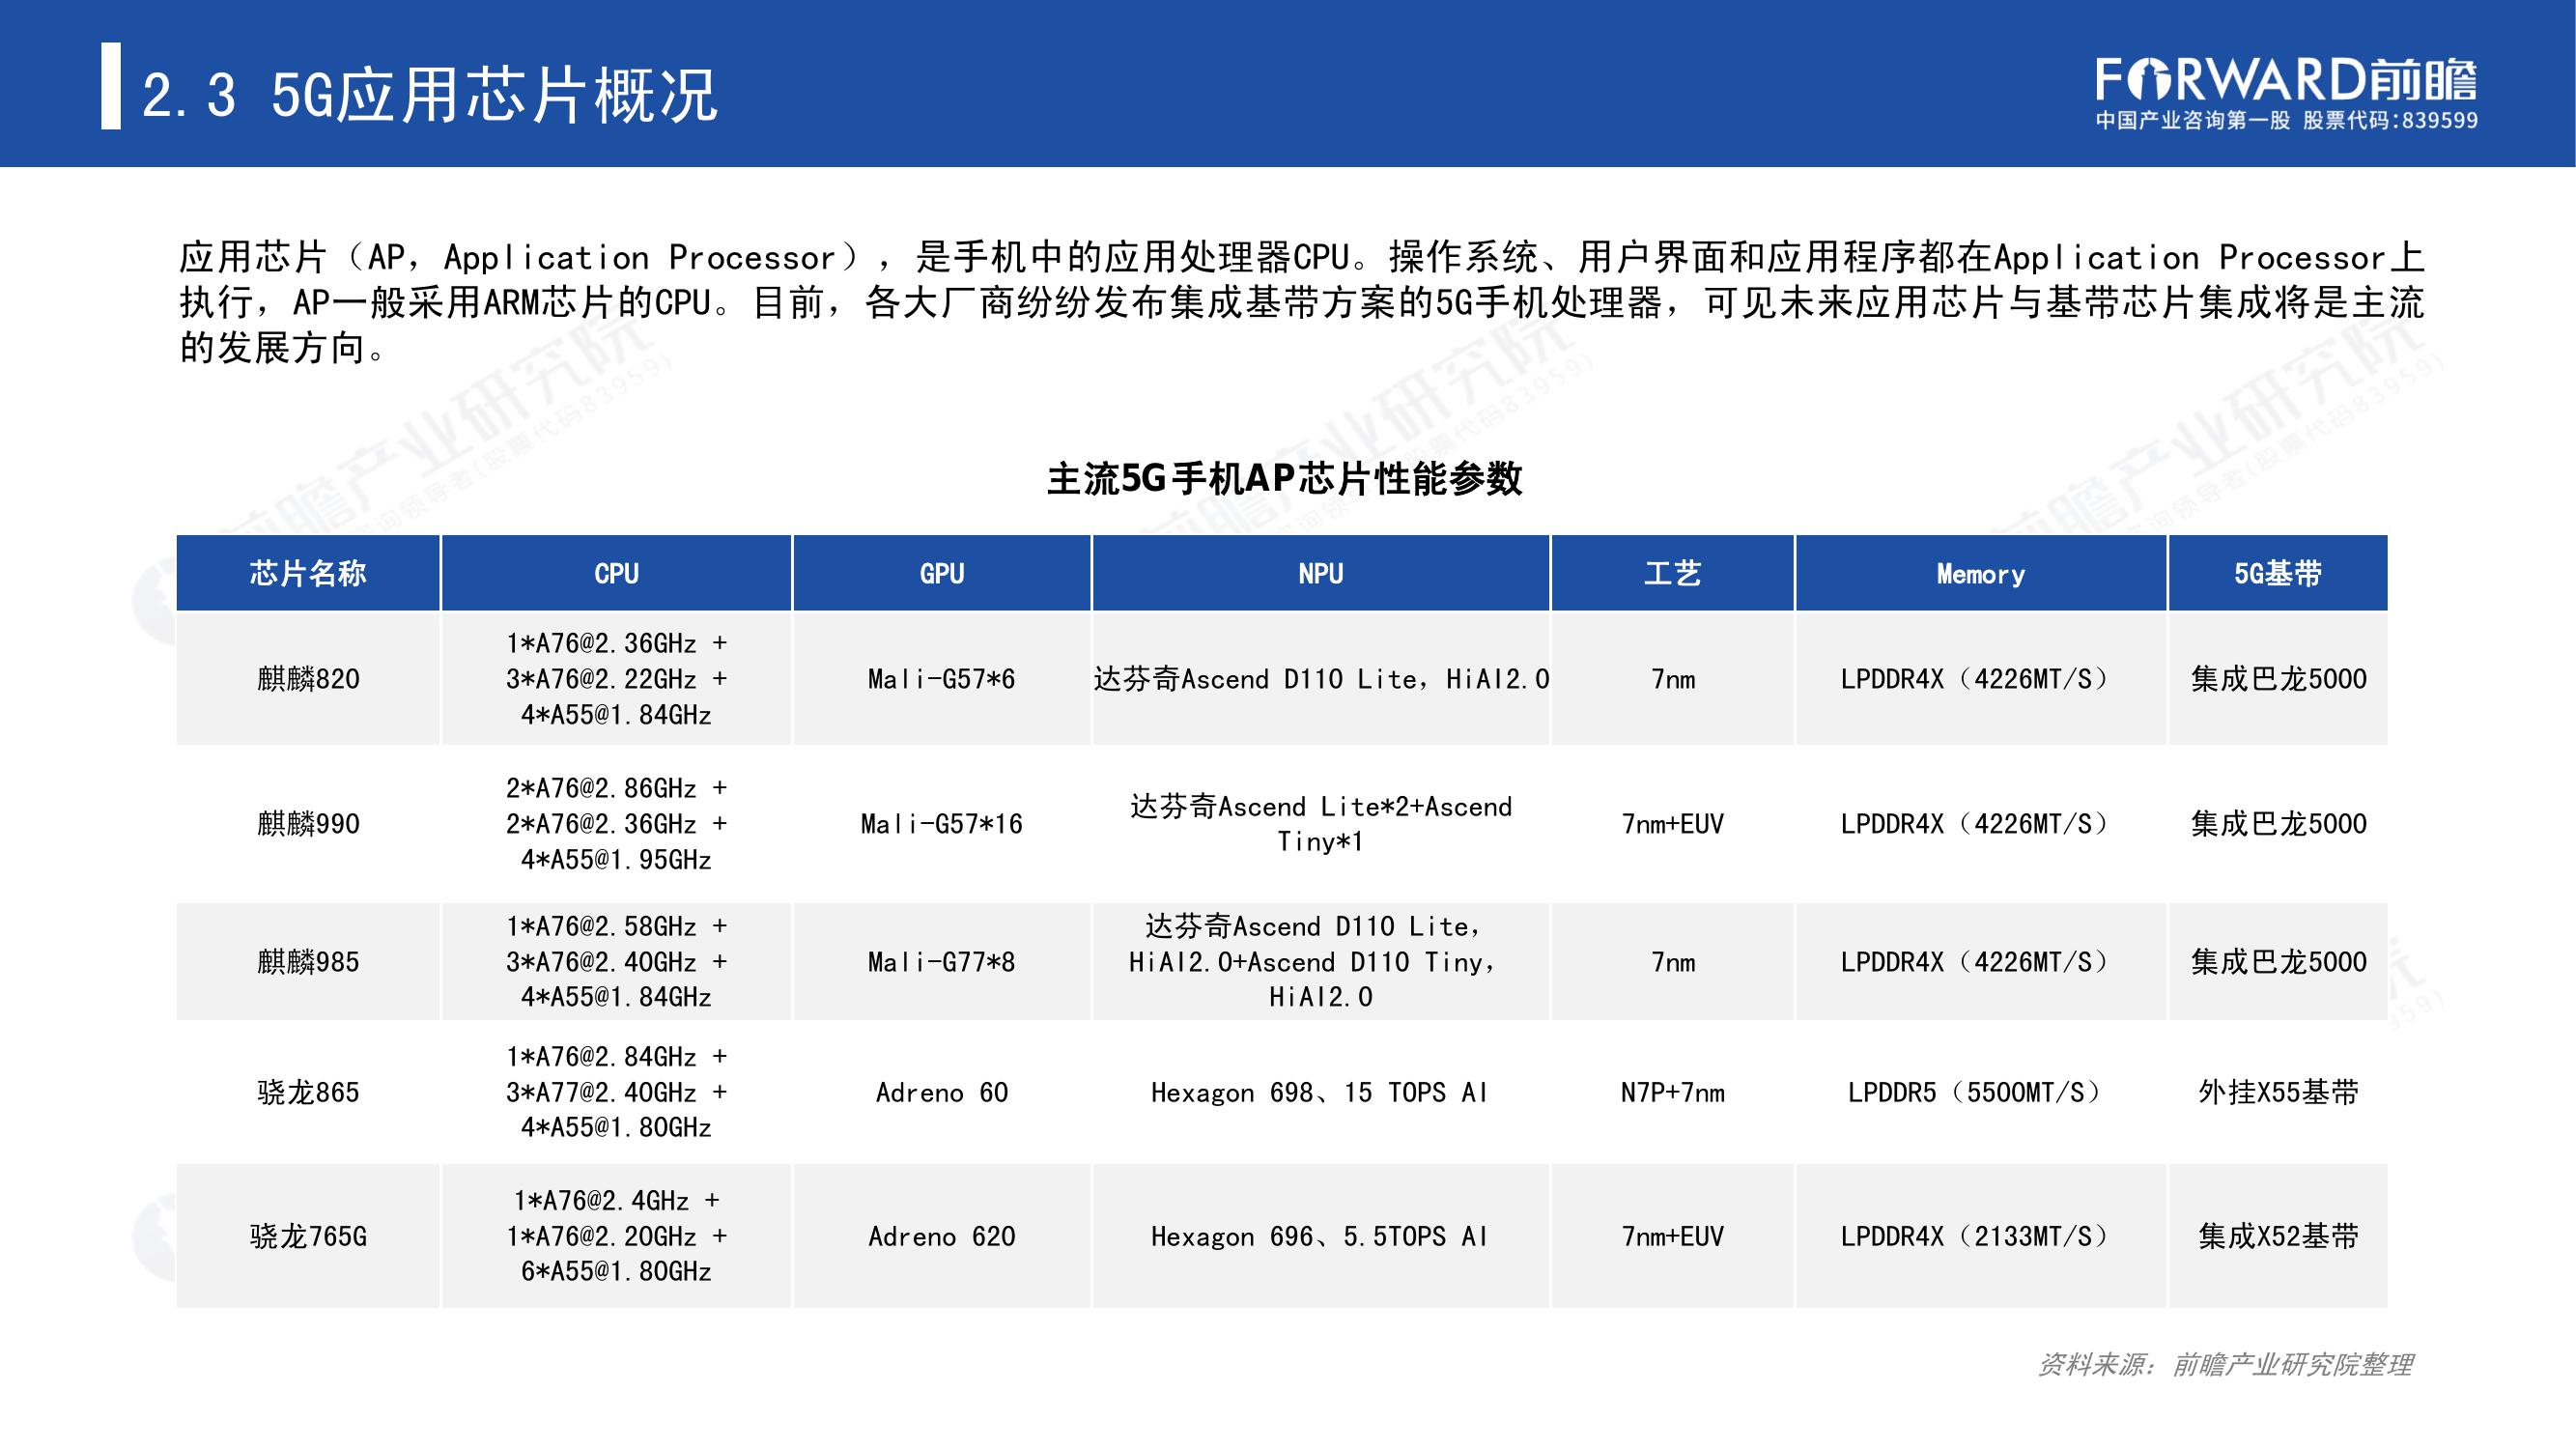 2.3 5G应用芯片概况
FORWARD前瞻
中国产业咨询第一股 股票代码:839599
应用芯片（AP，Application Processor），是手机中的应用处理器CPU。操作系统、用户界面和应用程序都在Application Processor上
执行，AP一般采用ARM芯片的CPU。目前，各大厂商纷纷发布集成基带方案的5G手机处理器，可见未来应用芯片与基带芯片集成将是主流
的发展方向。
主流5G手机AP芯片性能参数
芯片名称 CPU GPU NPU 工艺 Memory 5G基带
1*A76@2.36GHz +
麒麟820 3*A76@2.22GHz + Mali-G57*6 达芬奇Ascend D110 Lite，HiAI2.0 7nm LPDDR4X（4226MT/S） 集成巴龙5000
4*A55@1.84GHz
2*A76@2.86GHz +
麒麟990 2*A76@2.36GHz + Mali-G57*16 达芬奇Ascend Lite*2+Ascend 7nm+EUV LPDDR4X（4226MT/S） 集成巴龙5000
Tiny*1
4*A55@1.95GHz
1*A76@2.58GHz + 达芬奇Ascend D110 Lite，
麒麟985 3*A76@2.40GHz + Mali-G77*8 HiAI2.0+Ascend D110 Tiny， 7nm LPDDR4X（4226MT/S） 集成巴龙5000
4*A55@1.84GHz HiAI2.0
1*A76@2.84GHz +
骁龙865 3*A77@2.40GHz + Adreno 60 Hexagon 698、15 TOPS AI N7P+7nm LPDDR5（5500MT/S） 外挂X55基带
4*A55@1.80GHz
1*A76@2.4GHz +
骁龙765G 1*A76@2.20GHz + Adreno 620 Hexagon 696、5.5TOPS AI 7nm+EUV LPDDR4X（2133MT/S） 集成X52基带
6*A55@1.80GHz
资料来源：前瞻产业研究院整理